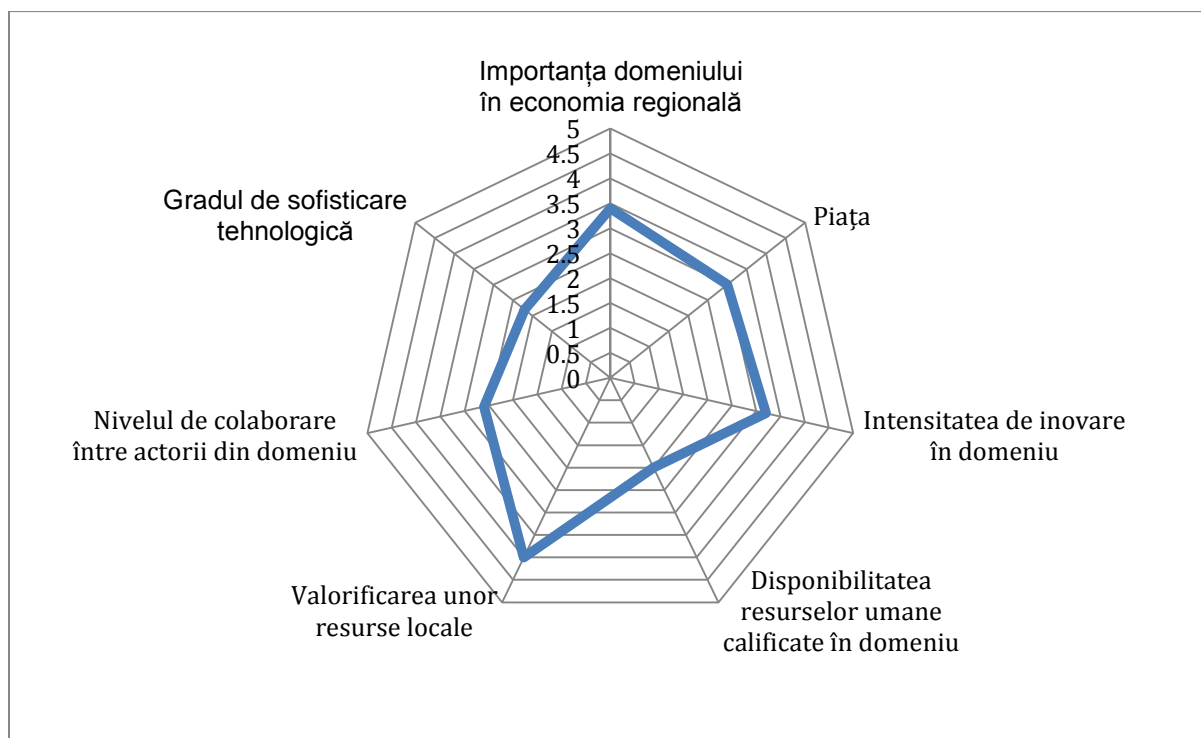 Importanța domeniului
în economia regională
5
4.5
4
3.5
3
2.5
2
1.5
1
0.5
0
Gradul de sofisticare
tehnologică
Piața
Nivelul de colaborare
între actorii din domeniu
Intensitatea de inovare
în domeniu
Valorificarea unor
resurse locale
Disponibilitatea
resurselor umane
calificate în domeniu